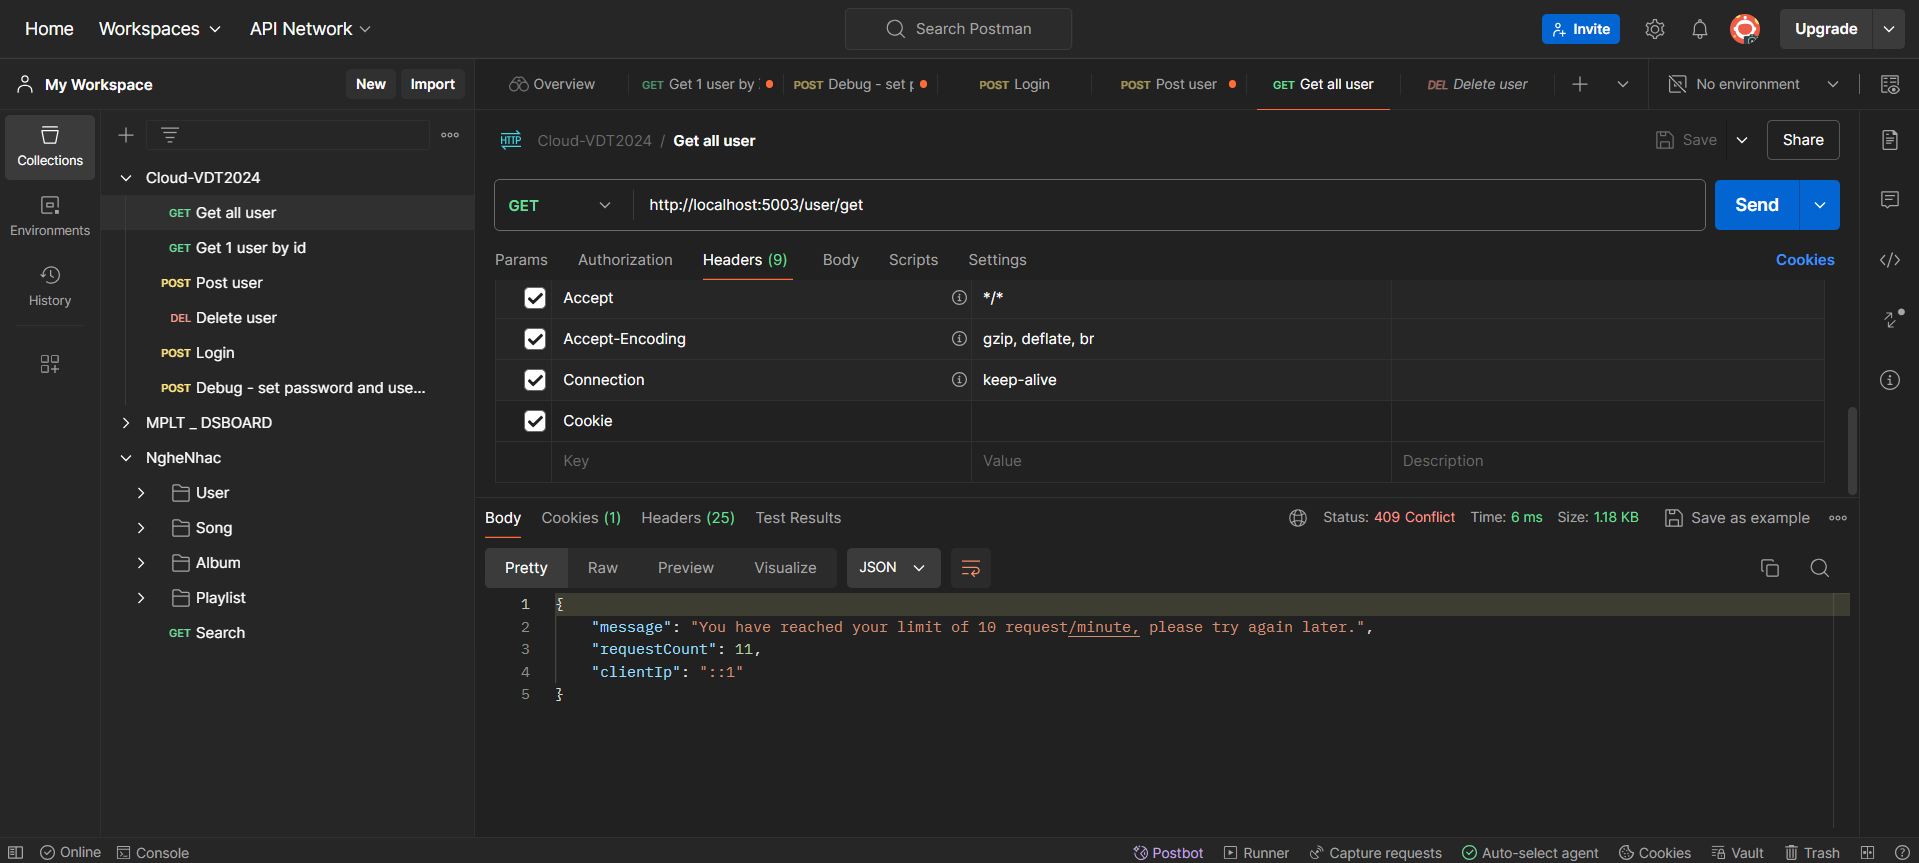 Home
Workspaces
API Network
Search Postman
Invite
Upgrade
My Workspace
New
Import
Overview
GET Get 1 user by
POST Debug - set p
POST Login
POST Post user
GET Get all user
DEL Delete user
No environment
Collections
Environments
History
Cloud-VDT2024
GET Get all user
GET Get 1 user by id
POST Post user
DEL Delete user
POST Login
POST Debug - set password and use...
MPLT _ DSBOARD
NgheNhac
User
Song
Album
Playlist
GET Search
HTTP Cloud-VDT2024 / Get all user
Save
Share
GET
http://localhost:5003/user/get
Send
Params
Authorization
Headers (9)
Body
Scripts
Settings
Cookies
Accept */*
Accept-Encoding gzip, deflate, br
Connection keep-alive
Cookie
Key Value Description
Body
Cookies (1)
Headers (25)
Test Results
Status: 409 Conflict
Time: 6 ms
Size: 1.18 KB
Save as example
Pretty
Raw
Preview
Visualize
JSON
1 {
2 "message": "You have reached your limit of 10 request/minute, please try again later.",
3 "requestCount": 11,
4 "clientIp": "::1"
5 }
Online
Console
Postbot
Runner
Capture requests
Auto-select agent
Cookies
Vault
Trash